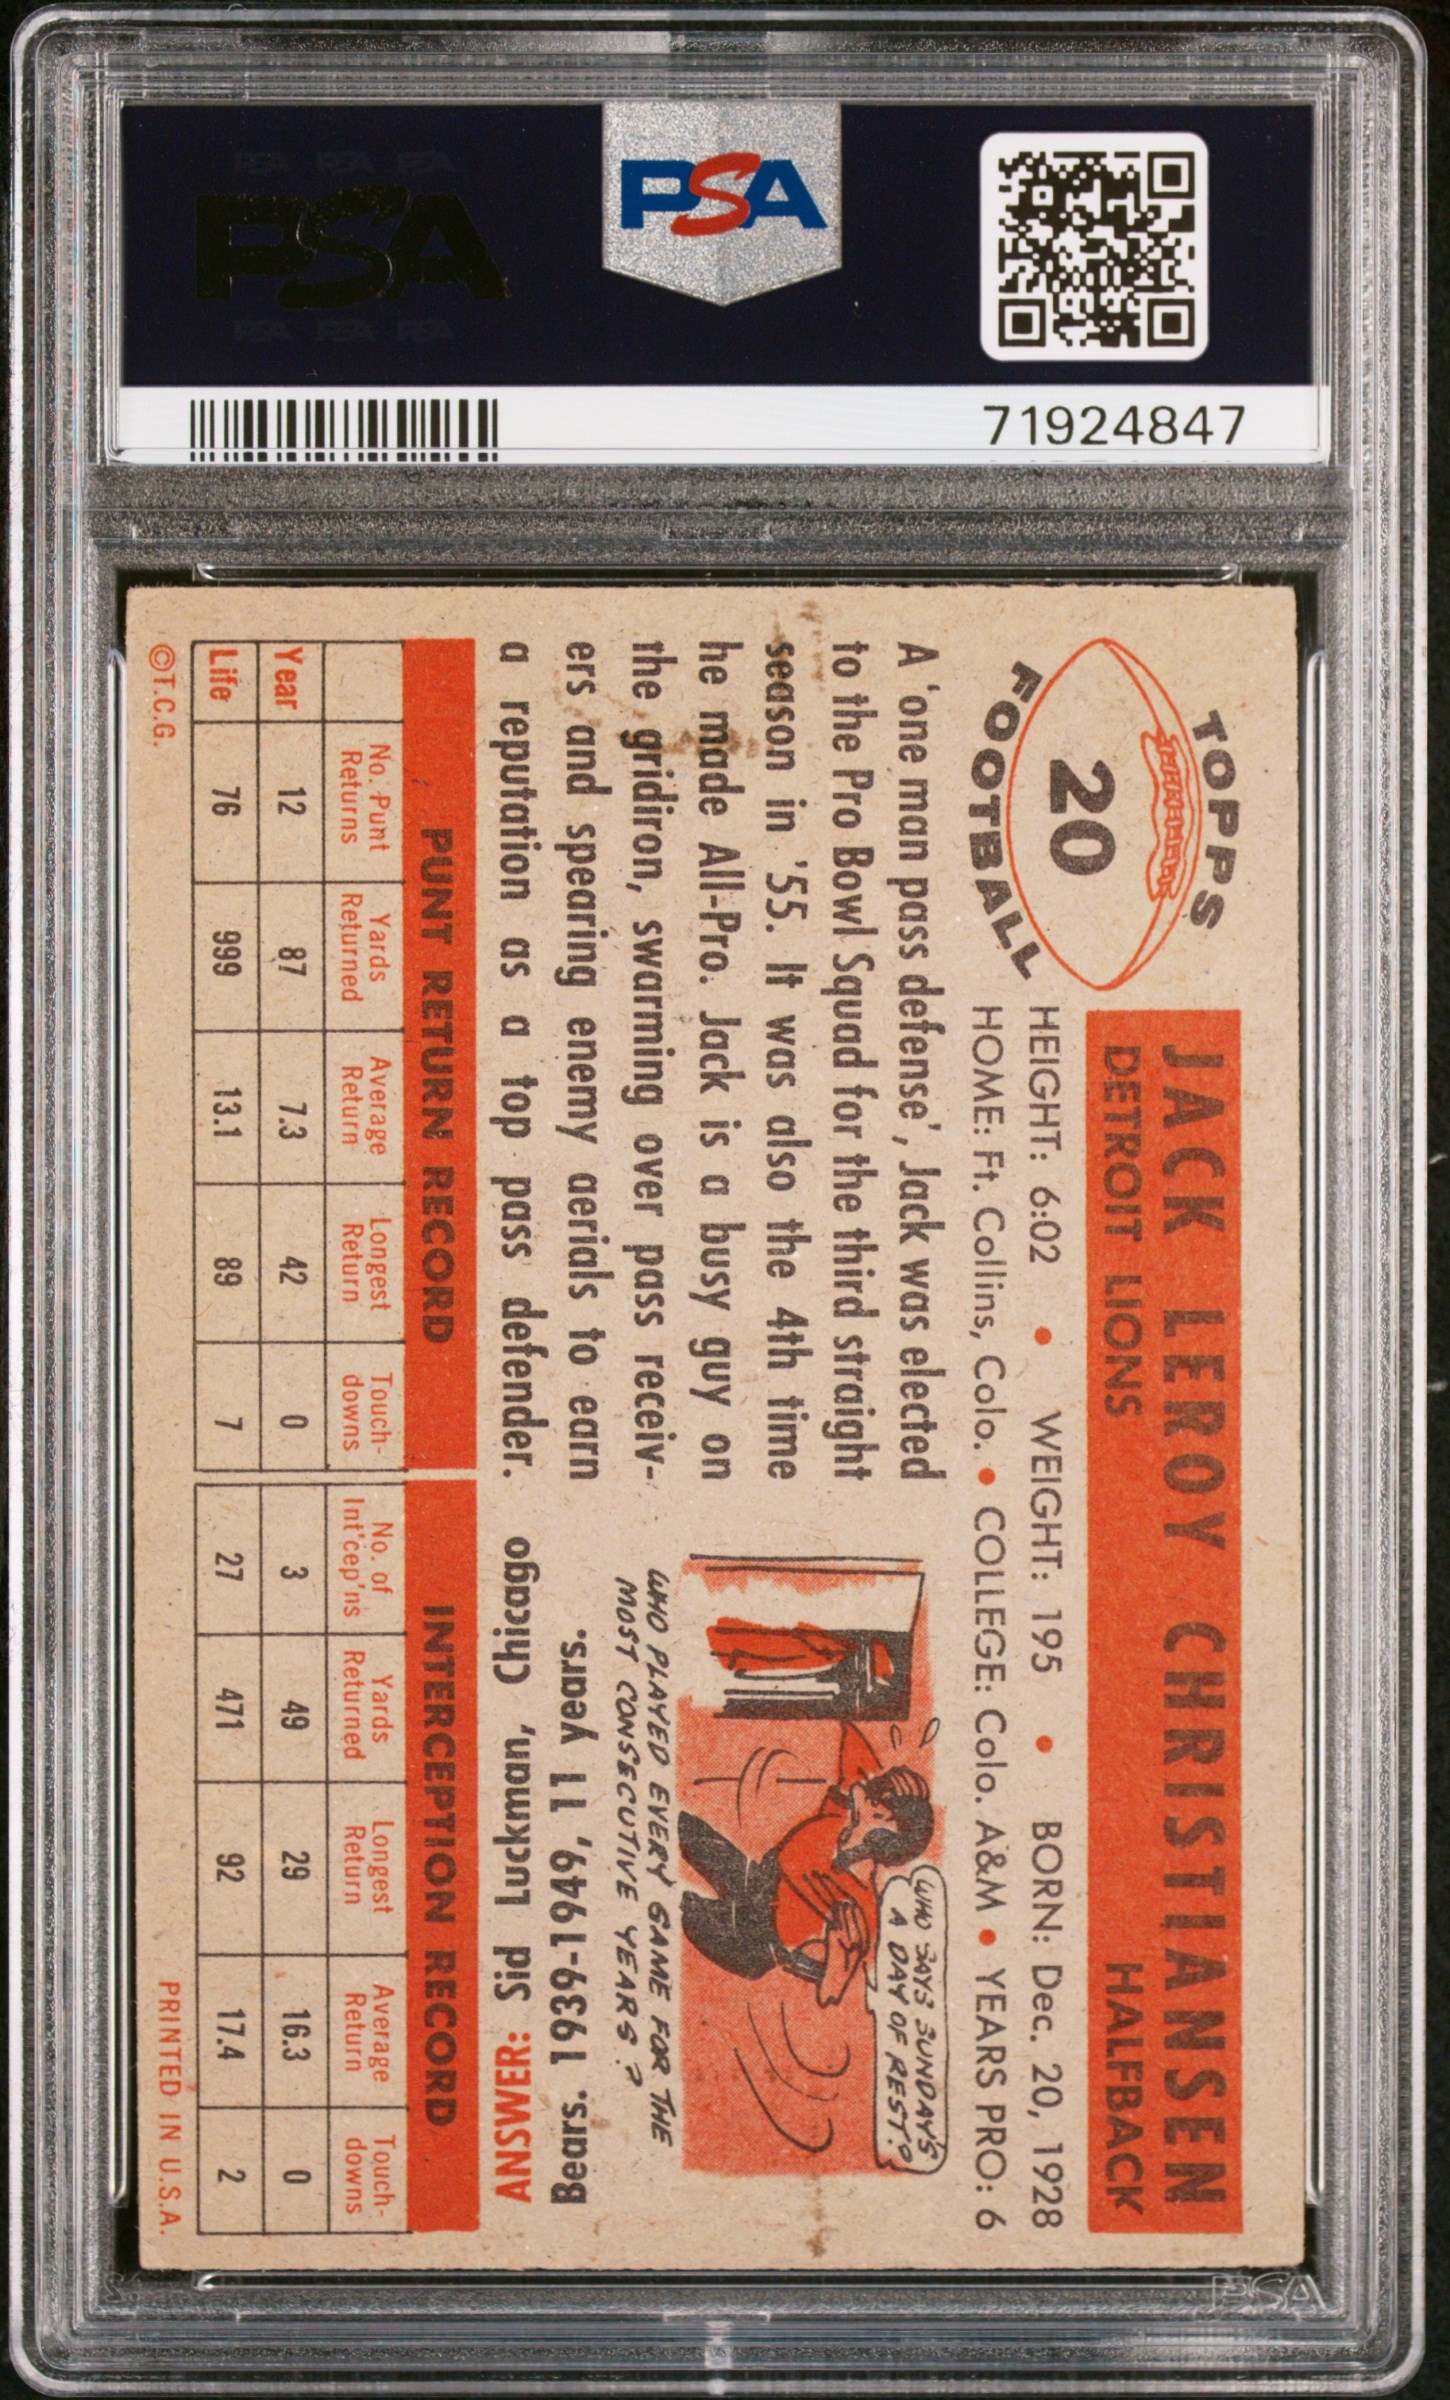 PSA
PSA
71924847
TOPPS
20
FOOTBALL
JACK LEROY CHRISTIANSEN
DETROIT LIONS HALFBACK
HEIGHT: 6:02 • WEIGHT: 195 • BORN: Dec. 20, 1928
HOME: Ft. Collins, Colo. • COLLEGE: Colo. A&M • YEARS PRO: 6
A 'one man pass defense', Jack was elected
to the Pro Bowl Squad for the third straight
season in '55. It was also the 4th time
he made All-Pro. Jack is a busy guy on
the gridiron, swarming over pass receiv-
ers and spearing enemy aerials to earn
a reputation as a top pass defender.
WHO SAYS SUNDAY'S
A DAY OF REST?
WHO PLAYED EVERY GAME FOR THE
MOST CONSECUTIVE YEARS?
ANSWER: Sid Luckman, Chicago
Bears. 1939-1949, 11 Years.
PUNT RETURN RECORD
No. Punt Returns Yards Returned Average Return Longest Return Touch-downs
Year 12 87 7.3 42 0
Life 76 999 13.1 89 7
INTERCEPTION RECORD
No. of Int'cep'ns Yards Returned Longest Return Average Return Touch-downs
3 49 29 16.3 0
27 471 92 17.4 2
©T.C.G. PRINTED IN U.S.A.
PSA